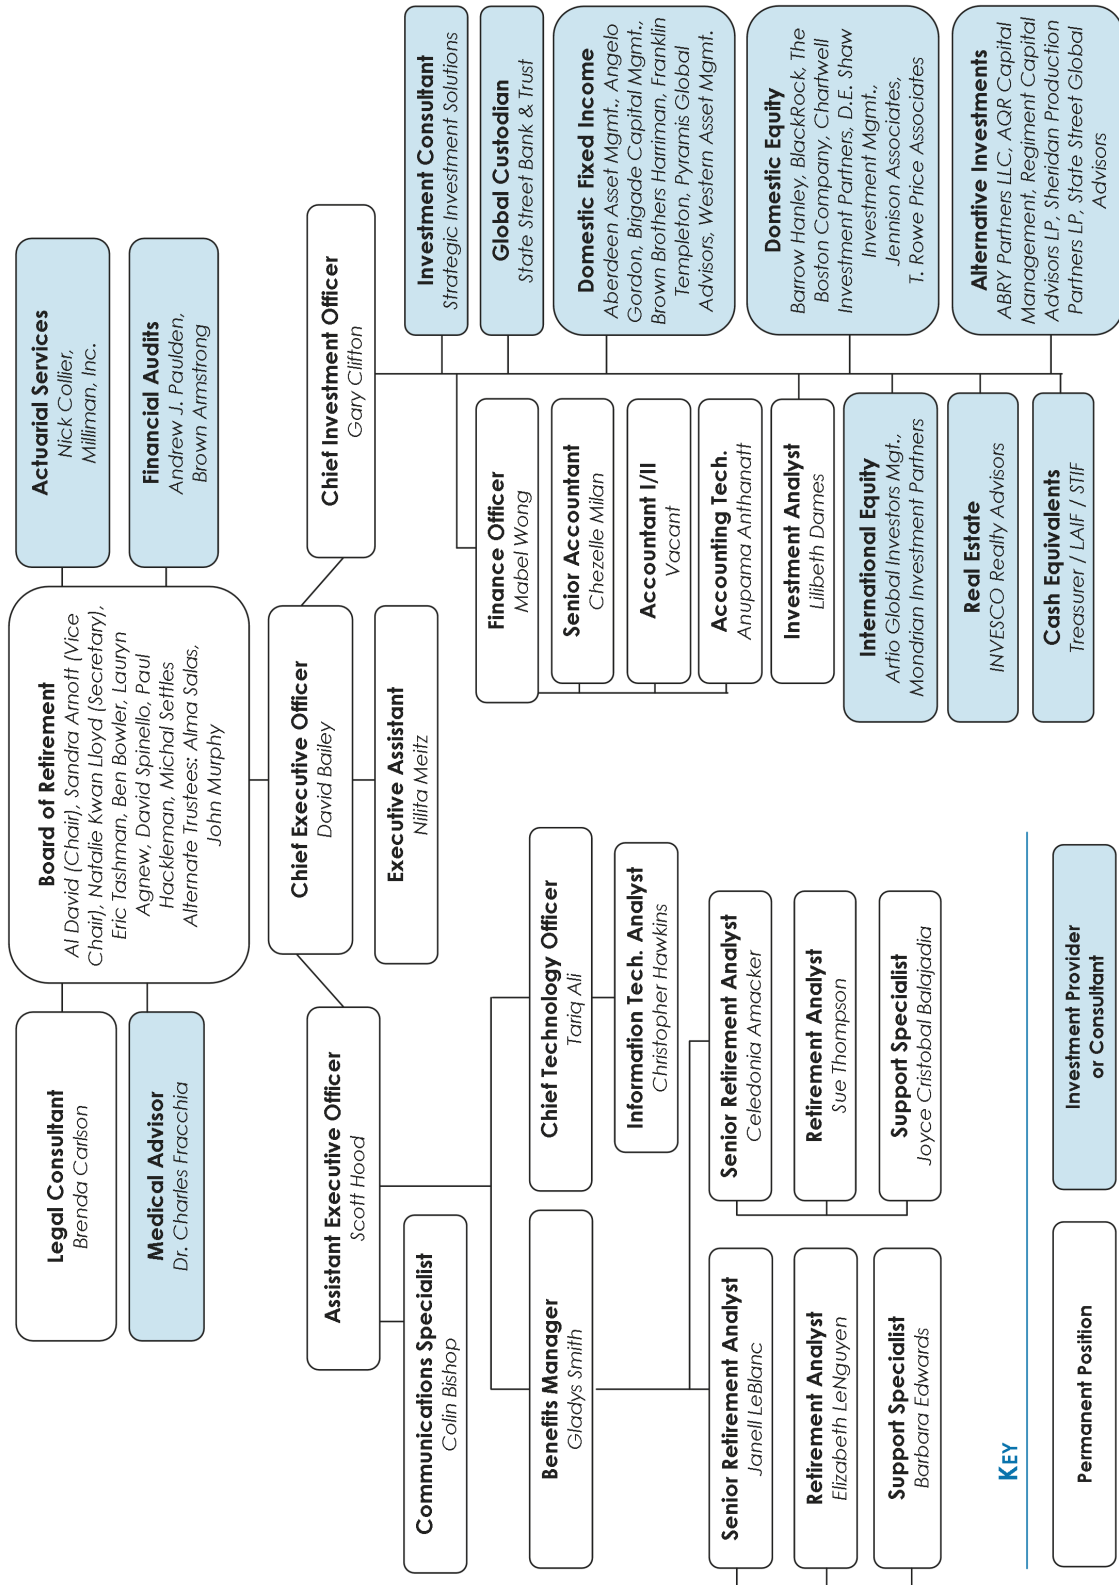 Board of Retirement
Al David (Chair), Sandra Arnott (Vice
Chair), Natalie Kwan Lloyd (Secretary),
Eric Tashman, Ben Bowler, Lauryn
Agnew, David Spinello, Paul
Hackleman, Michal Settles
Alternate Trustees: Alma Salas,
John Murphy
Legal Consultant
Brenda Carlson
Medical Advisor
Dr. Charles Fracchia
Actuarial Services
Nick Collier,
Milliman, Inc.
Financial Audits
Andrew J. Paulden,
Brown Armstrong
Chief Executive Officer
David Bailey
Executive Assistant
Nilita Meitz
Assistant Executive Officer
Scott Hood
Communications Specialist
Colin Bishop
Benefits Manager
Gladys Smith
Chief Technology Officer
Tariq Ali
Information Tech. Analyst
Christopher Hawkins
Senior Retirement Analyst
Janell LeBlanc
Retirement Analyst
Elizabeth LeNguyen
Support Specialist
Barbara Edwards
Senior Retirement Analyst
Celedonia Amacker
Retirement Analyst
Sue Thompson
Support Specialist
Joyce Cristobal Balajadia
Chief Investment Officer
Gary Clifton
Finance Officer
Mabel Wong
Senior Accountant
Chezelle Milan
Accountant I/II
Vacant
Accounting Tech.
Anupama Anthanatt
Investment Analyst
Lilibeth Dames
International Equity
Artio Global Investors Mgt.,
Mondrian Investment Partners
Real Estate
INVESCO Realty Advisors
Cash Equivalents
Treasurer / LAIF / STIF
Investment Consultant
Strategic Investment Solutions
Global Custodian
State Street Bank & Trust
Domestic Fixed Income
Aberdeen Asset Mgmt., Angelo
Gordon, Brigade Capital Mgmt.,
Brown Brothers Harriman, Franklin
Templeton, Pyramis Global
Advisors, Western Asset Mgmt.
Domestic Equity
Barrow Hanley, BlackRock, The
Boston Company, Chartwell
Investment Partners, D.E. Shaw
Investment Mgmt.,
Jennison Associates,
T. Rowe Price Associates
Alternative Investments
ABRY Partners LLC, AQR Capital
Management, Regiment Capital
Advisors LP, Sheridan Production
Partners LP, State Street Global
Advisors
KEY
Permanent Position
Investment Provider
or Consultant